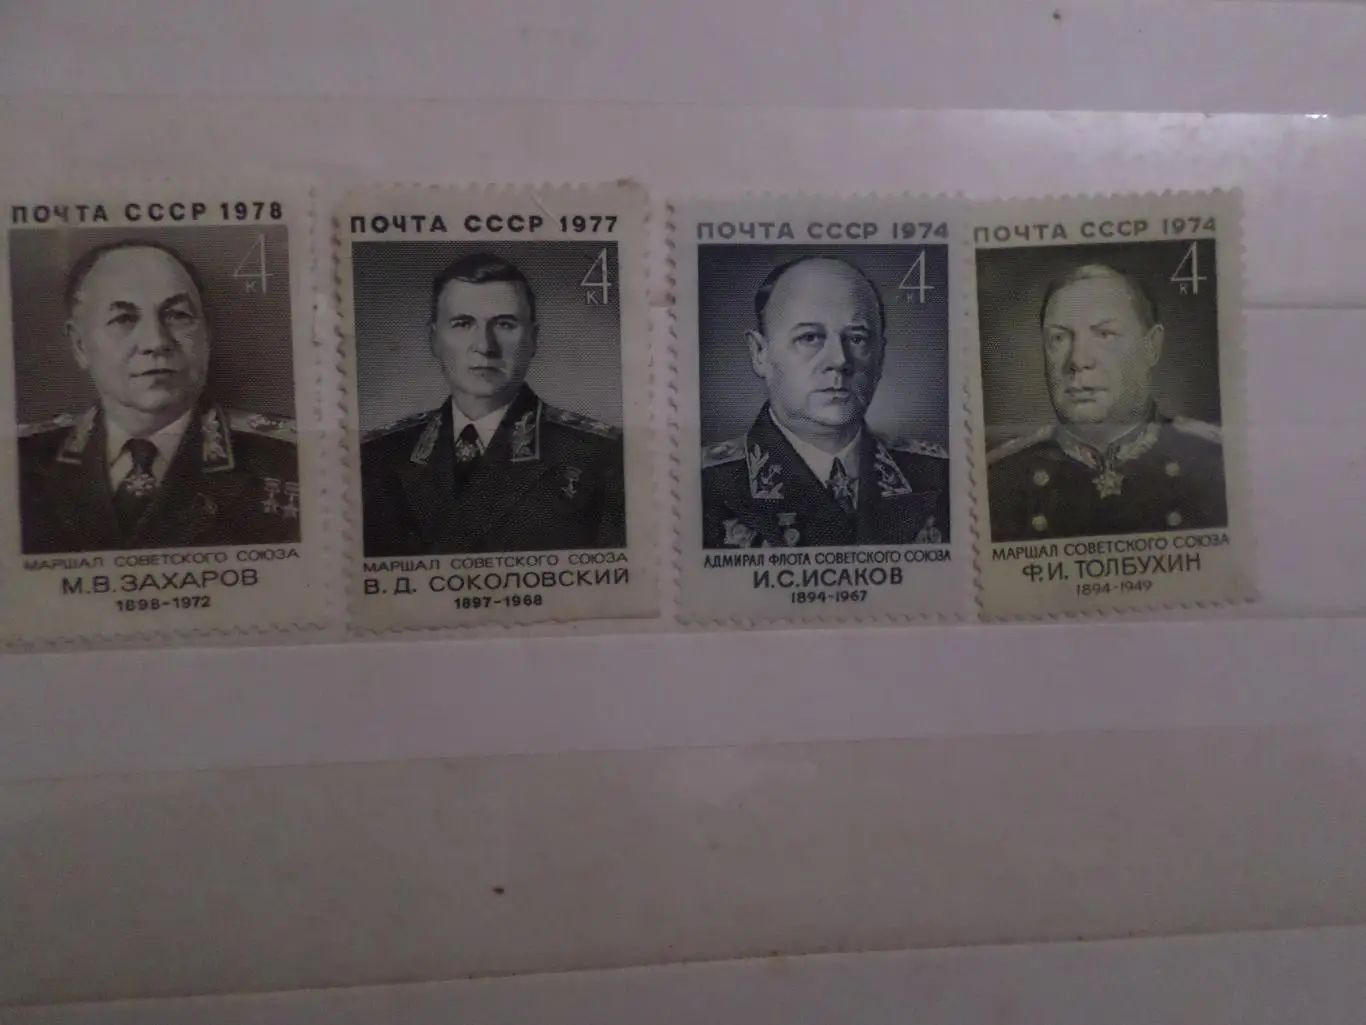 ПОЧТА СССР 1978
4
К
МАРШАЛ СОВЕТСКОГО СОЮЗА
М.В.ЗАХАРОВ
1898-1972
ПОЧТА СССР 1977
4
К
МАРШАЛ СОВЕТСКОГО СОЮЗА
В.Д.СОКОЛОВСКИЙ
1897-1968
ПОЧТА СССР 1974
4
К
АДМИРАЛ ФЛОТА СОВЕТСКОГО СОЮЗА
И.С.ИСАКОВ
1894-1967
ПОЧТА СССР 1974
4
К
МАРШАЛ СОВЕТСКОГО СОЮЗА
Ф.И.ТОЛБУХИН
1894-1949